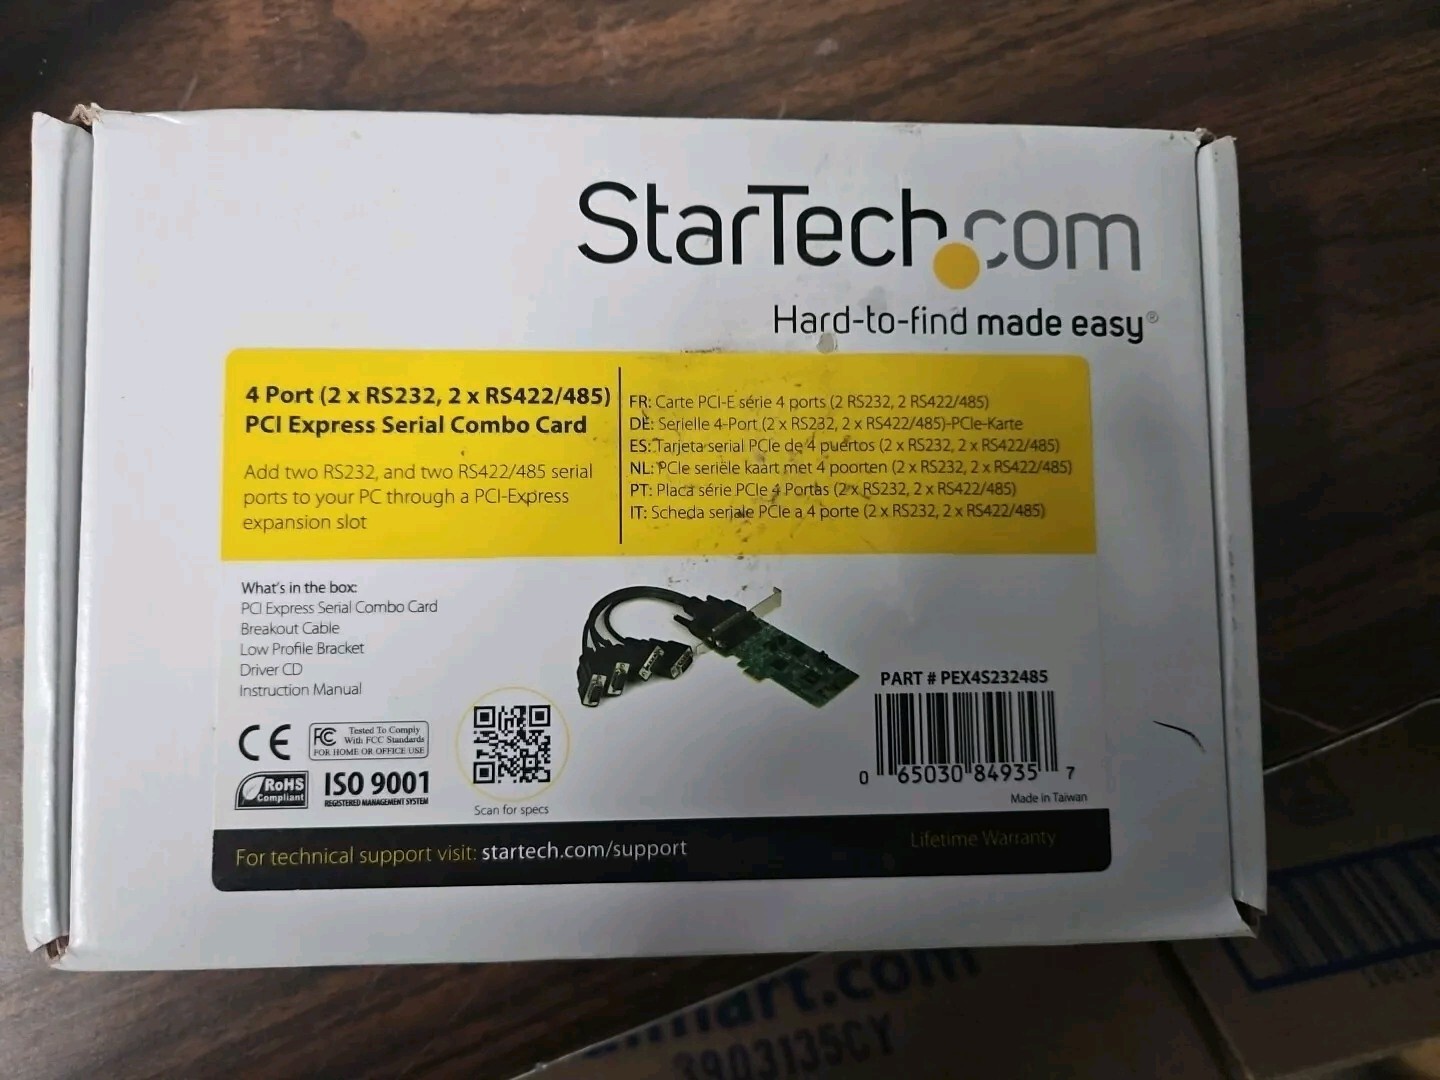 StarTech.com
Hard-to-find made easy®
4 Port (2 x RS232, 2 x RS422/485)
PCI Express Serial Combo Card
Add two RS232, and two RS422/485 serial
ports to your PC through a PCI-Express
expansion slot
FR: Carte PCI-E série 4 ports (2 RS232, 2 RS422/485)
DE: Serielle 4-Port (2 x RS232, 2 x RS422/485)-PCIe-Karte
ES: Tarjeta serial PCIe de 4 puertos (2 x RS232, 2 x RS422/485)
NL: PCIe seriële kaart met 4 poorten (2 x RS232, 2 x RS422/485)
PT: Placa série PCIe 4 Portas (2 x RS232, 2 x RS422/485)
IT: Scheda seriale PCIe a 4 porte (2 x RS232, 2 x RS422/485)
What's in the box:
PCI Express Serial Combo Card
Breakout Cable
Low Profile Bracket
Driver CD
Instruction Manual
CE
FC Tested To Comply
With FCC Standards
FOR HOME OR OFFICE USE
RoHS
Compliant
ISO 9001
REGISTERED MANAGEMENT SYSTEM
Scan for specs
PART # PEX4S232485
0 65030 84935 7
Made in Taiwan
For technical support visit: startech.com/support
Lifetime Warranty
mart.com
3903135CY